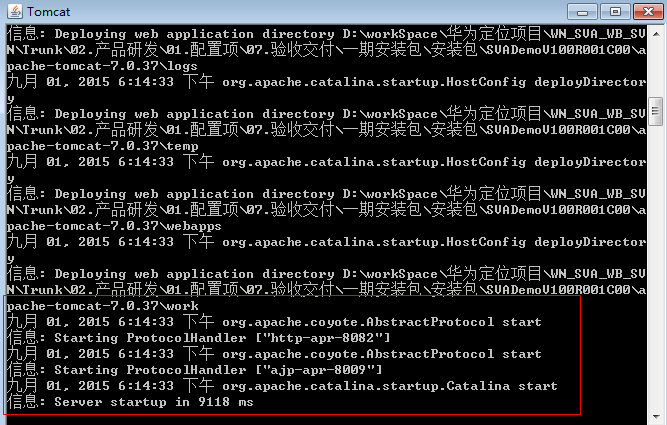 Tomcat
信息: Deploying web application directory D:\workSpace\华为定位项目\WN_SVA_WB_SV
N\Trunk\02.产品研发\01.配置项\07.验收交付\一期安装包\安装包\SVADemoV100R001C00\a
pache-tomcat-7.0.37\logs
九月 01, 2015 6:14:33 下午 org.apache.catalina.startup.HostConfig deployDirector
y
信息: Deploying web application directory D:\workSpace\华为定位项目\WN_SVA_WB_SV
N\Trunk\02.产品研发\01.配置项\07.验收交付\一期安装包\安装包\SVADemoV100R001C00\a
pache-tomcat-7.0.37\temp
九月 01, 2015 6:14:33 下午 org.apache.catalina.startup.HostConfig deployDirector
y
信息: Deploying web application directory D:\workSpace\华为定位项目\WN_SVA_WB_SV
N\Trunk\02.产品研发\01.配置项\07.验收交付\一期安装包\安装包\SVADemoV100R001C00\a
pache-tomcat-7.0.37\webapps
九月 01, 2015 6:14:33 下午 org.apache.catalina.startup.HostConfig deployDirector
y
信息: Deploying web application directory D:\workSpace\华为定位项目\WN_SVA_WB_SV
N\Trunk\02.产品研发\01.配置项\07.验收交付\一期安装包\安装包\SVADemoV100R001C00\a
pache-tomcat-7.0.37\work
九月 01, 2015 6:14:33 下午 org.apache.coyote.AbstractProtocol start
信息: Starting ProtocolHandler ["http-apr-8082"]
九月 01, 2015 6:14:33 下午 org.apache.coyote.AbstractProtocol start
信息: Starting ProtocolHandler ["ajp-apr-8009"]
九月 01, 2015 6:14:33 下午 org.apache.catalina.startup.Catalina start
信息: Server startup in 9118 ms